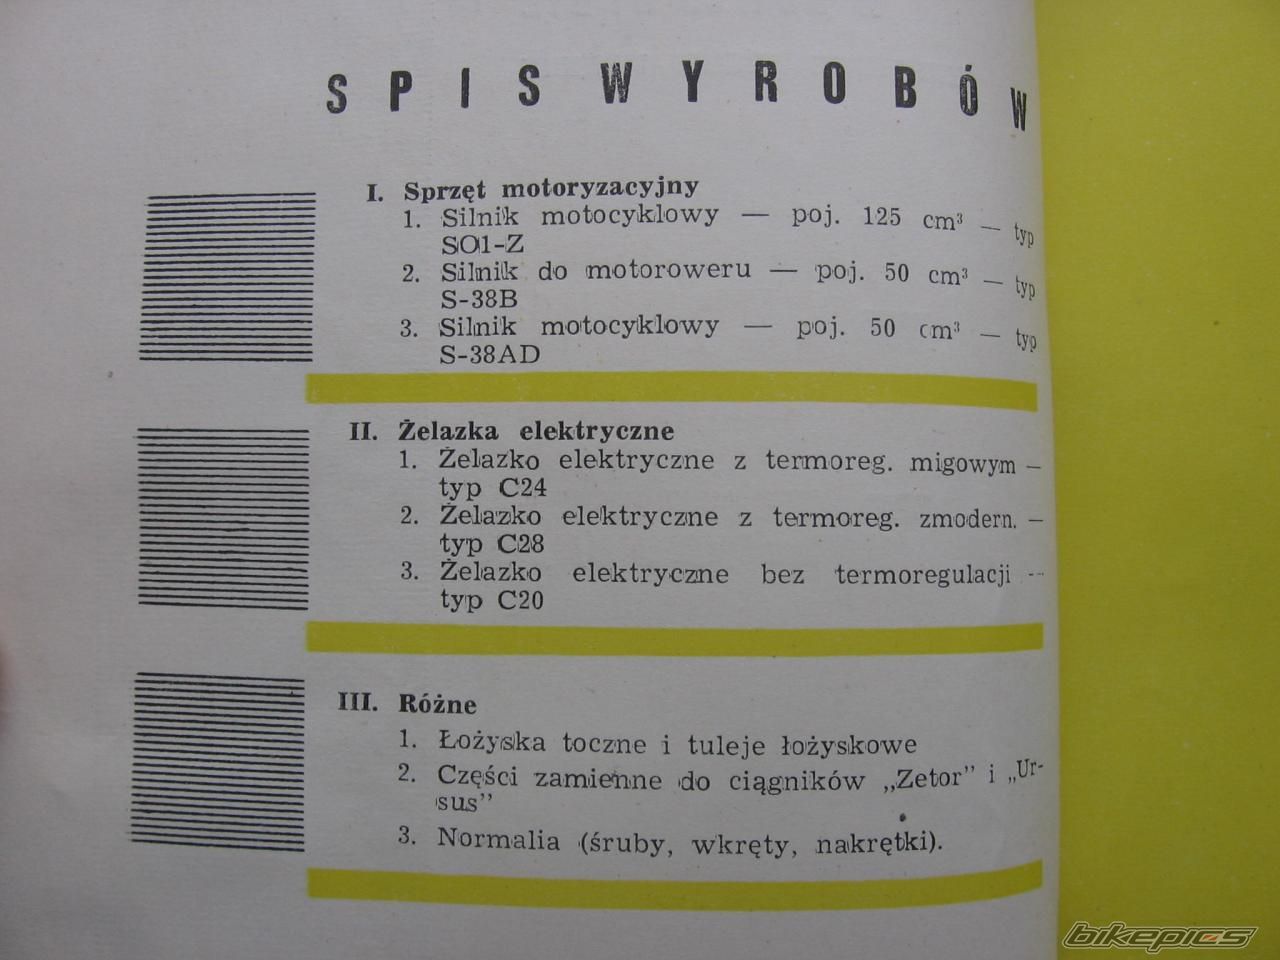 SPIS WYROBÓW
I. Sprzęt motoryzacyjny
1. Silnik motocyklowy — poj. 125 cm³ — typ
SO1-Z
2. Silnik do motoroweru — poj. 50 cm³ — typ
S-38B
3. Silnik motocyklowy — poj. 50 cm³ — typ
S-38AD
II. Żelazka elektryczne
1. Żelazko elektryczne z termoreg. migowym —
typ C24
2. Żelazko elektryczne z termoreg. zmodern. —
typ C28
3. Żelazko elektryczne bez termoregulacji —
typ C20
III. Różne
1. Łożyska toczne i tuleje łożyskowe
2. Części zamienne do ciągników „Zetor” i „Ur-
sus”
3. Normalia (śruby, wkręty, nakrętki).
bikepics